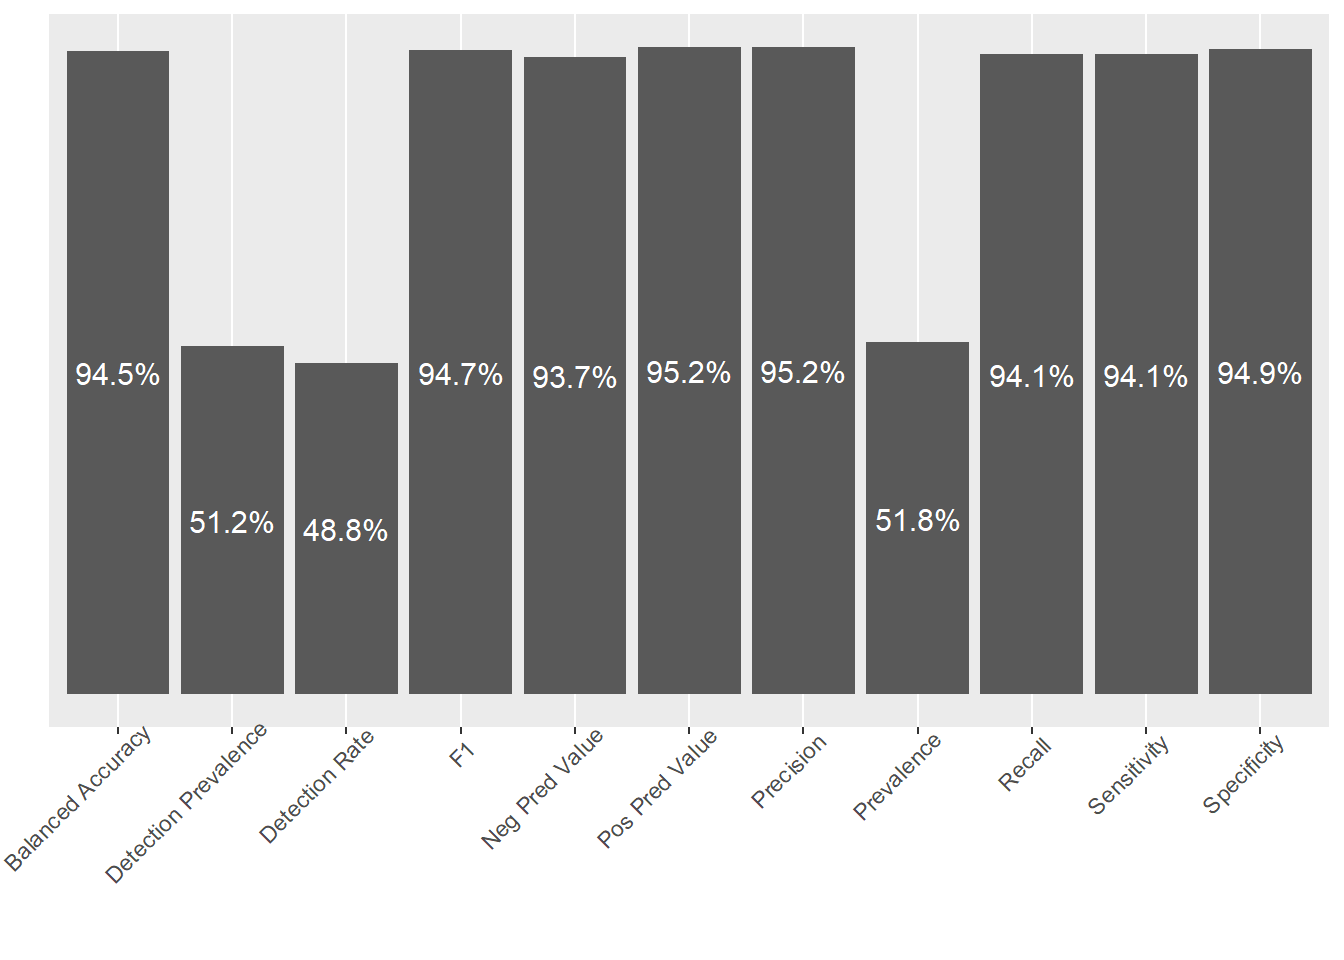 94.5%
51.2%
48.8%
94.7%
93.7%
95.2%
95.2%
51.8%
94.1%
94.1%
94.9%
Balanced Accuracy
Detection Prevalence
Detection Rate
F1
Neg Pred Value
Pos Pred Value
Precision
Prevalence
Recall
Sensitivity
Specificity